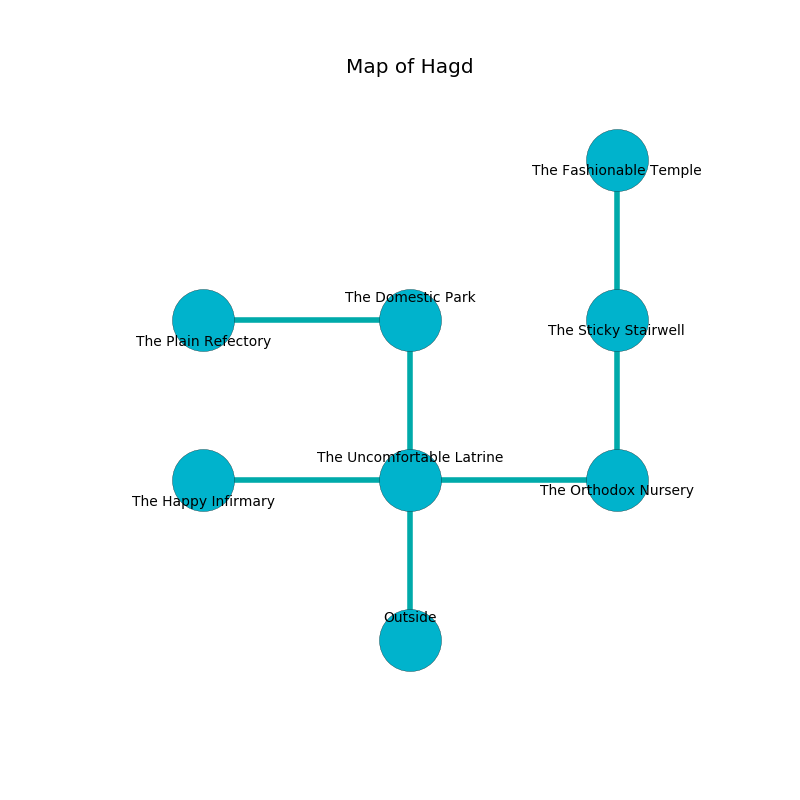 Map of Hagd
The Fashionable Temple
The Domestic Park
The Sticky Stairwell
The Plain Refectory
The Uncomfortable Latrine
The Orthodox Nursery
The Happy Infirmary
Outside